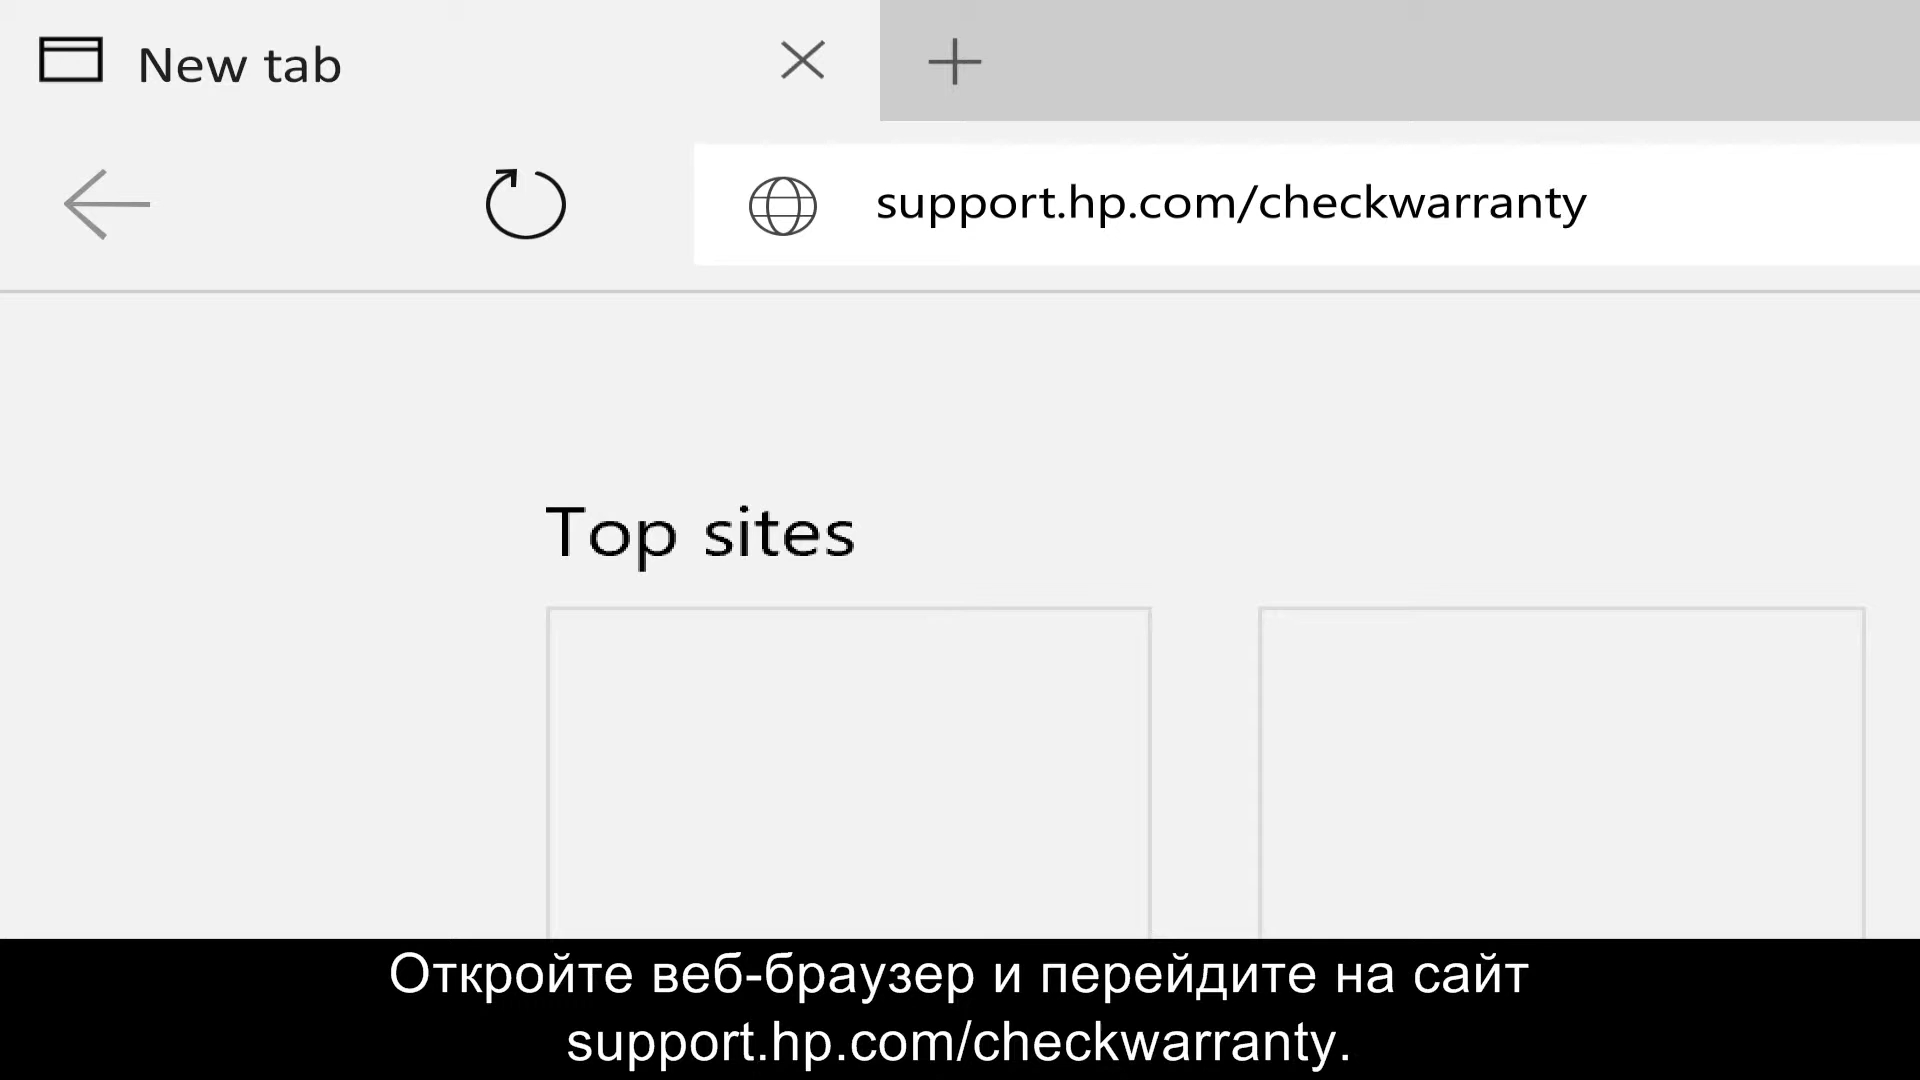 New tab
support.hp.com/checkwarranty
Top sites
Откройте веб-браузер и перейдите на сайт
support.hp.com/checkwarranty.